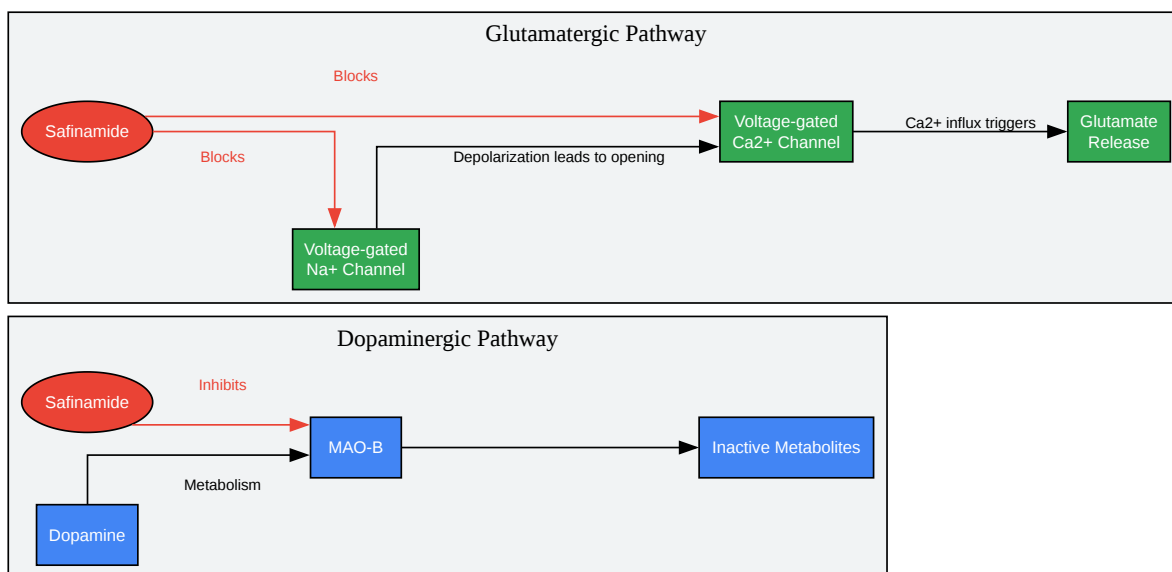 Glutamatergic Pathway
Blocks
Safinamide
Blocks
Voltage-gated
Ca2+ Channel
Ca2+ influx triggers
Glutamate
Release
Depolarization leads to opening
Voltage-gated
Na+ Channel
Dopaminergic Pathway
Safinamide
Inhibits
MAO-B
Inactive Metabolites
Metabolism
Dopamine